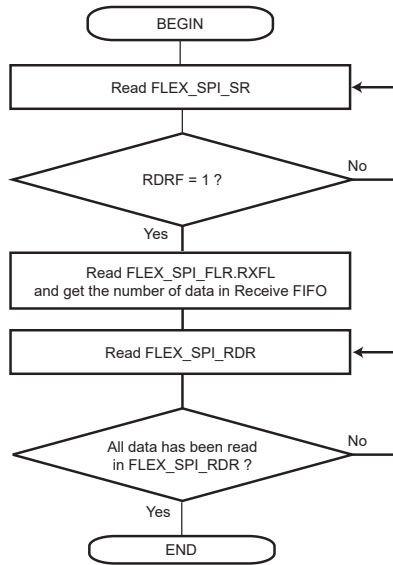 BEGIN
Read FLEX_SPI_SR
RDRF = 1 ?
No
Yes
Read FLEX_SPI_FLR.RXFL
and get the number of data in Receive FIFO
Read FLEX_SPI_RDR
All data has been read
in FLEX_SPI_RDR ?
No
Yes
END